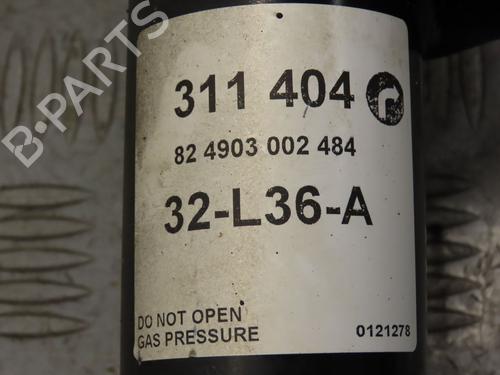 B-PARTS
311 404
82 4903 002 484
32-L36-A
DO NOT OPEN
GAS PRESSURE
0121278